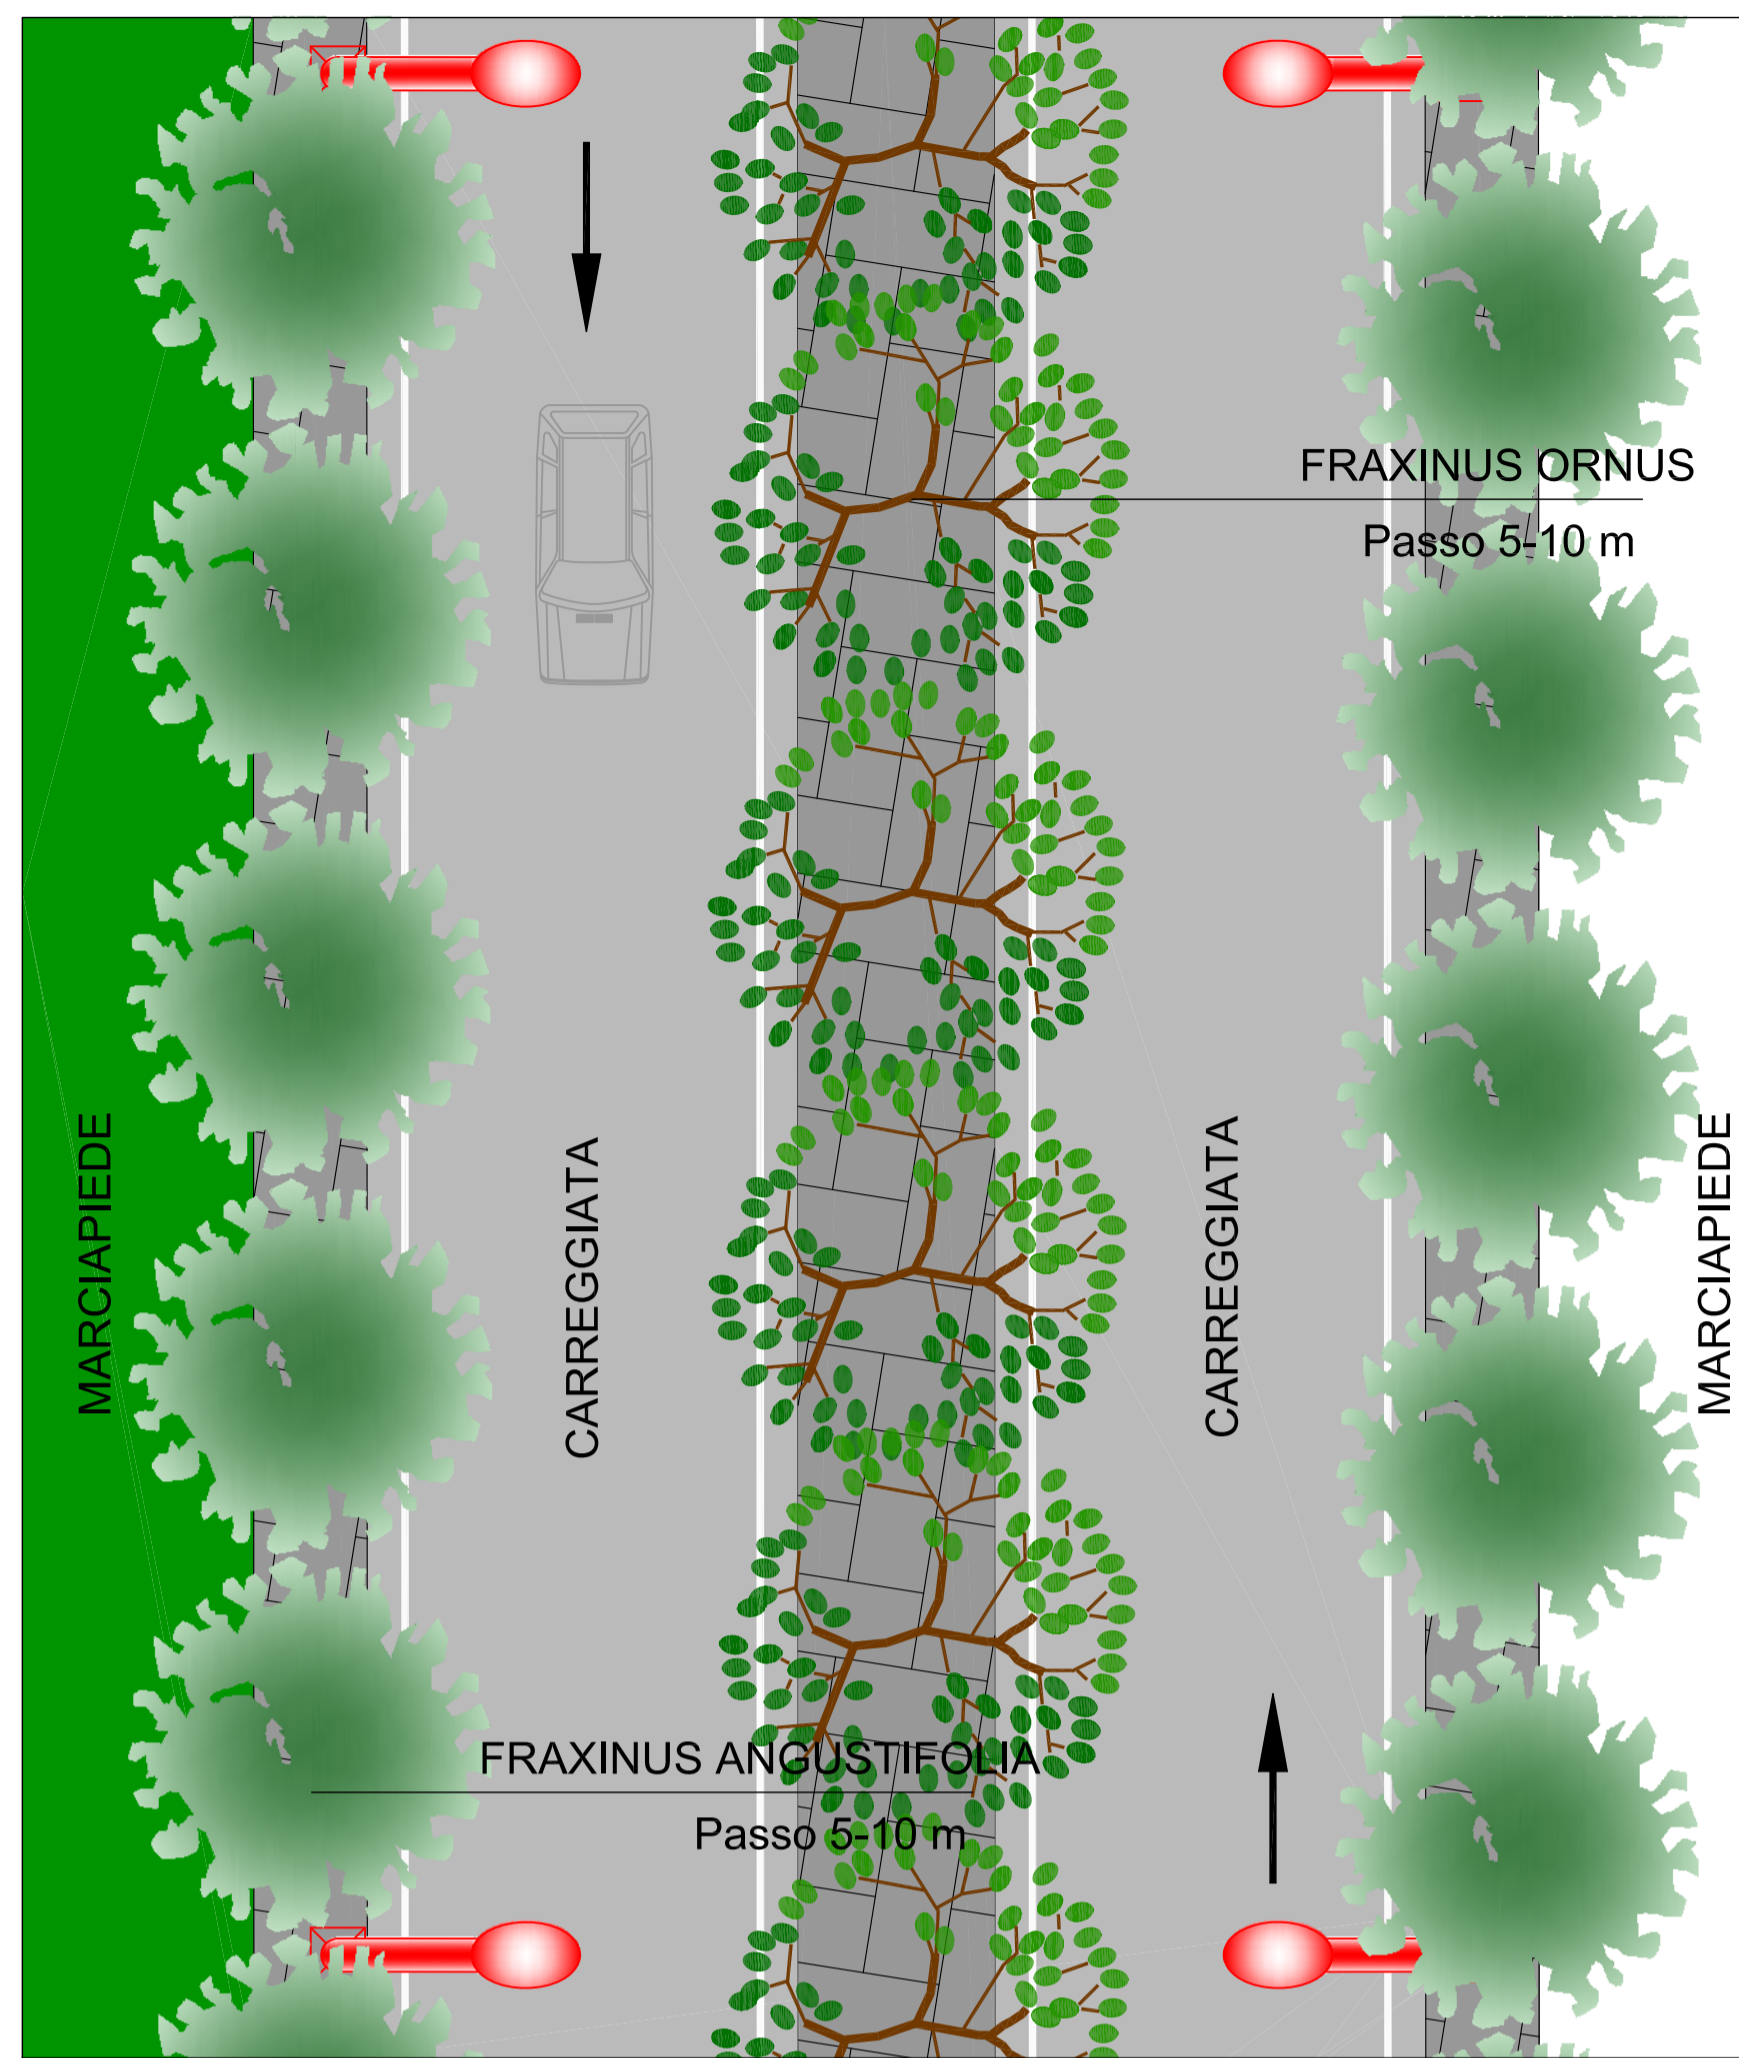 FRAXINUS ORNUS
Passo 5-10 m
MARCIAPIEDE
CARREGGIATA
CARREGGIATA
MARCIAPIEDE
FRAXINUS ANGUSTIFOLIA
Passo 5-10 m